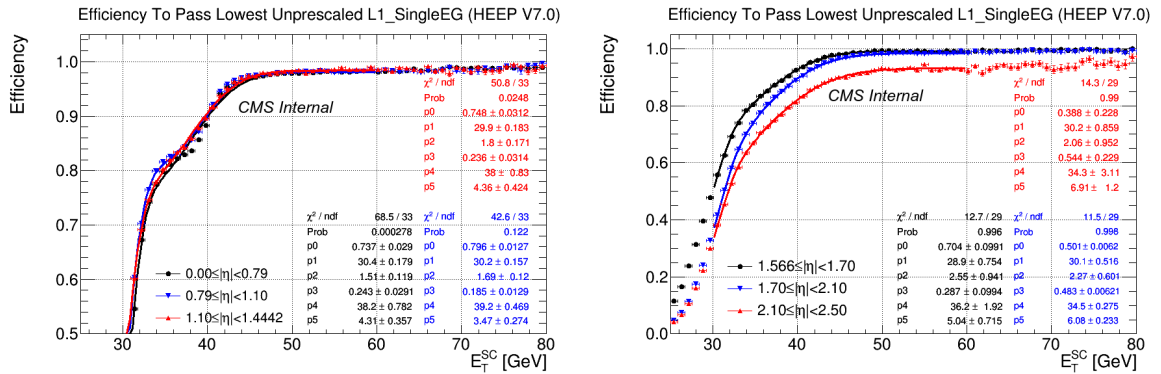 Efficiency To Pass Lowest Unprescaled L1_SingleEG (HEEP V7.0)
Efficiency
1.0
0.9
0.8
0.7
0.6
0.5
CMS Internal
χ² / ndf 50.8 / 33
Prob 0.0248
p0 0.748 ± 0.0312
p1 29.9 ± 0.183
p2 1.8 ± 0.171
p3 0.236 ± 0.0314
p4 38 ± 0.83
p5 4.36 ± 0.424
χ² / ndf 68.5 / 33
Prob 0.000278
p0 0.737 ± 0.029
p1 30.4 ± 0.179
p2 1.51 ± 0.119
p3 0.243 ± 0.0291
p4 38.2 ± 0.782
p5 4.31 ± 0.357
χ² / ndf 42.6 / 33
Prob 0.122
p0 0.796 ± 0.0127
p1 30.2 ± 0.157
p2 1.69 ± 0.12
p3 0.185 ± 0.0129
p4 39.2 ± 0.469
p5 3.47 ± 0.274
0.00≤|η|<0.79
0.79≤|η|<1.10
1.10≤|η|<1.4442
30 40 50 60 70 80
E_T^SC [GeV]
Efficiency To Pass Lowest Unprescaled L1_SingleEG (HEEP V7.0)
Efficiency
1.0
0.8
0.6
0.4
0.2
0.0
CMS Internal
χ² / ndf 14.3 / 29
Prob 0.99
p0 0.388 ± 0.228
p1 30.2 ± 0.859
p2 2.06 ± 0.952
p3 0.544 ± 0.229
p4 34.3 ± 3.11
p5 6.91 ± 1.2
χ² / ndf 12.7 / 29
Prob 0.996
p0 0.704 ± 0.0991
p1 28.9 ± 0.754
p2 2.55 ± 0.941
p3 0.287 ± 0.0994
p4 36.2 ± 1.92
p5 5.04 ± 0.715
χ² / ndf 11.5 / 29
Prob 0.998
p0 0.501 ± 0.0062
p1 30.1 ± 0.516
p2 2.27 ± 0.601
p3 0.483 ± 0.00621
p4 34.5 ± 0.275
p5 6.08 ± 0.233
1.566≤|η|<1.70
1.70≤|η|<2.10
2.10≤|η|<2.50
30 40 50 60 70 80
E_T^SC [GeV]